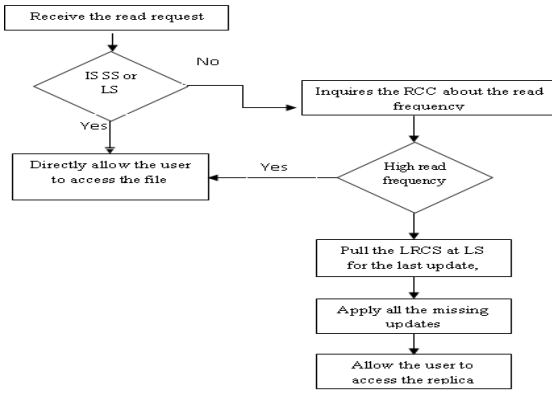 Receive the read request
No
IS SS or
LS
Inquires the RCC about the read
frequency
Yes
Directly allow the user
to access the file
Yes
High read
frequency
Pull the LRCS at LS
for the last update,
Apply all the missing
updates
Allow the user to
access the replica